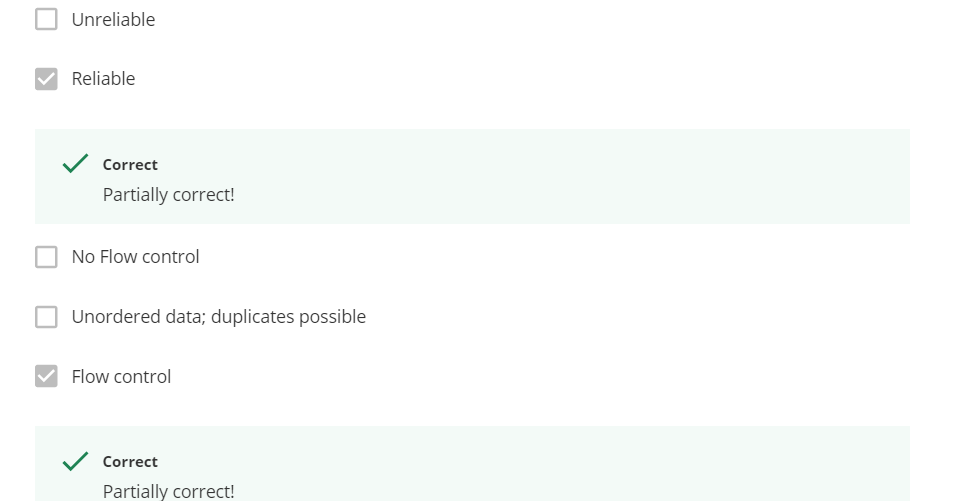 Unreliable
Reliable
Correct
Partially correct!
No Flow control
Unordered data; duplicates possible
Flow control
Correct
Partially correct!